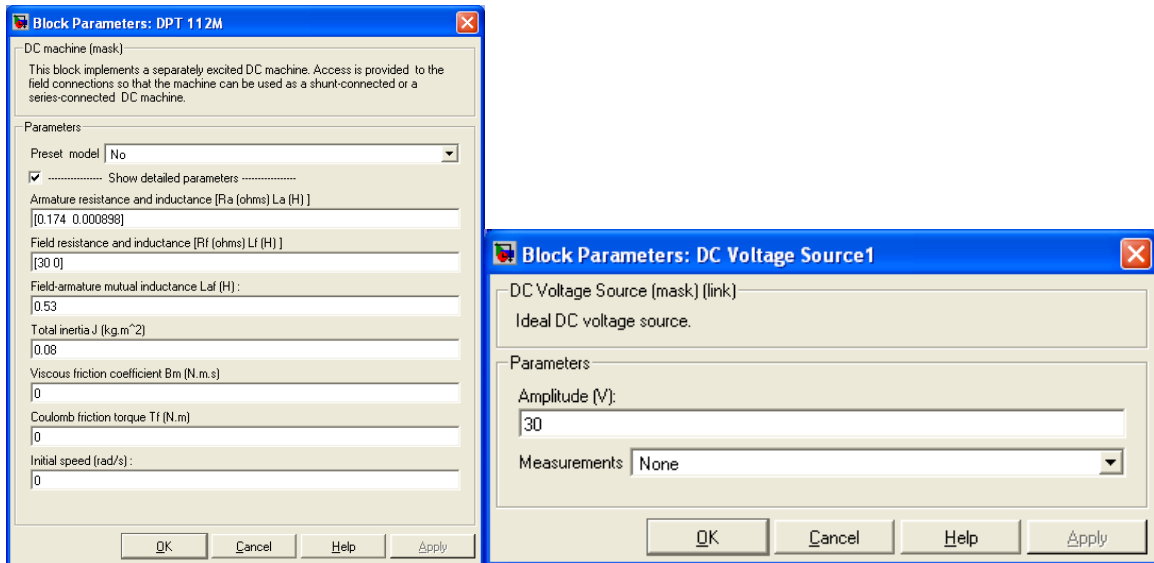 Block Parameters: DPT 112M
DC machine (mask)
This block implements a separately excited DC machine. Access is provided to the
field connections so that the machine can be used as a shunt-connected or a
series-connected DC machine.
Parameters
Preset model No
---------------- Show detailed parameters ----------------
Armature resistance and inductance [Ra (ohms) La (H) ]
[0.174 0.000898]
Field resistance and inductance [Rf (ohms) Lf (H) ]
[30 0]
Field-armature mutual inductance Laf (H) :
0.53
Total inertia J (kg.m^2)
0.08
Viscous friction coefficient Bm (N.m.s)
0
Coulomb friction torque Tf (N.m)
0
Initial speed (rad/s) :
0
OK Cancel Help Apply
Block Parameters: DC Voltage Source1
DC Voltage Source (mask) (link)
Ideal DC voltage source.
Parameters
Amplitude (V):
30
Measurements None
OK Cancel Help Apply